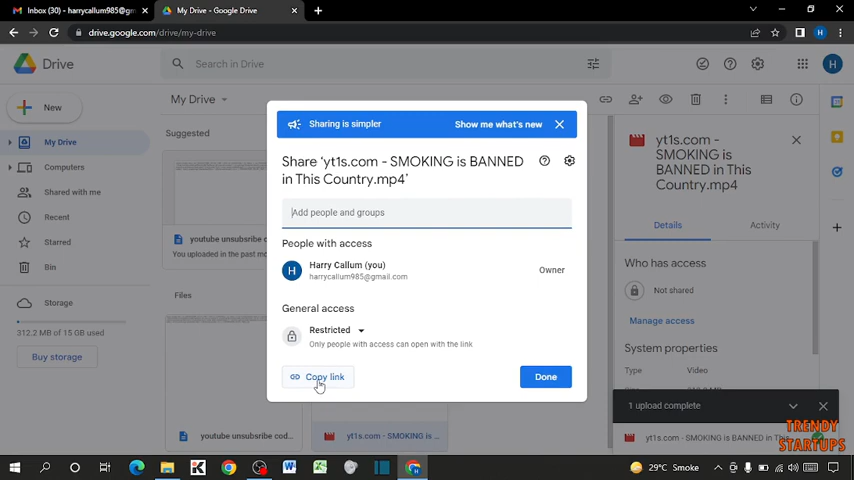 Inbox (30) - harrycallum985@gmail.
My Drive - Google Drive
drive.google.com/drive/my-drive
H
Drive
Search in Drive
H
New
My Drive
My Drive
Computers
Shared with me
Recent
Starred
Bin
Storage
312.2 MB of 15 GB used
Buy storage
Suggested
youtube unsubsribe co
You uploaded in the past m
Files
youtube unsubsribe cod...
yt1s.com - SMOKING is ...
Sharing is simpler
Show me what's new
Share 'yt1s.com - SMOKING is BANNED
in This Country.mp4'
Add people and groups
People with access
H
Harry Callum (you)
harrycallum985@gmail.com
Owner
General access
Restricted
Only people with access can open with the link
Copy link
Done
yt1s.com -
SMOKING is
BANNED in This
Country.mp4
Details
Activity
Who has access
Not shared
Manage access
System properties
Type
Video
1 upload complete
yt1s.com - SMOKING is BANNED in
TRENDY
STARTUPS
29°C Smoke